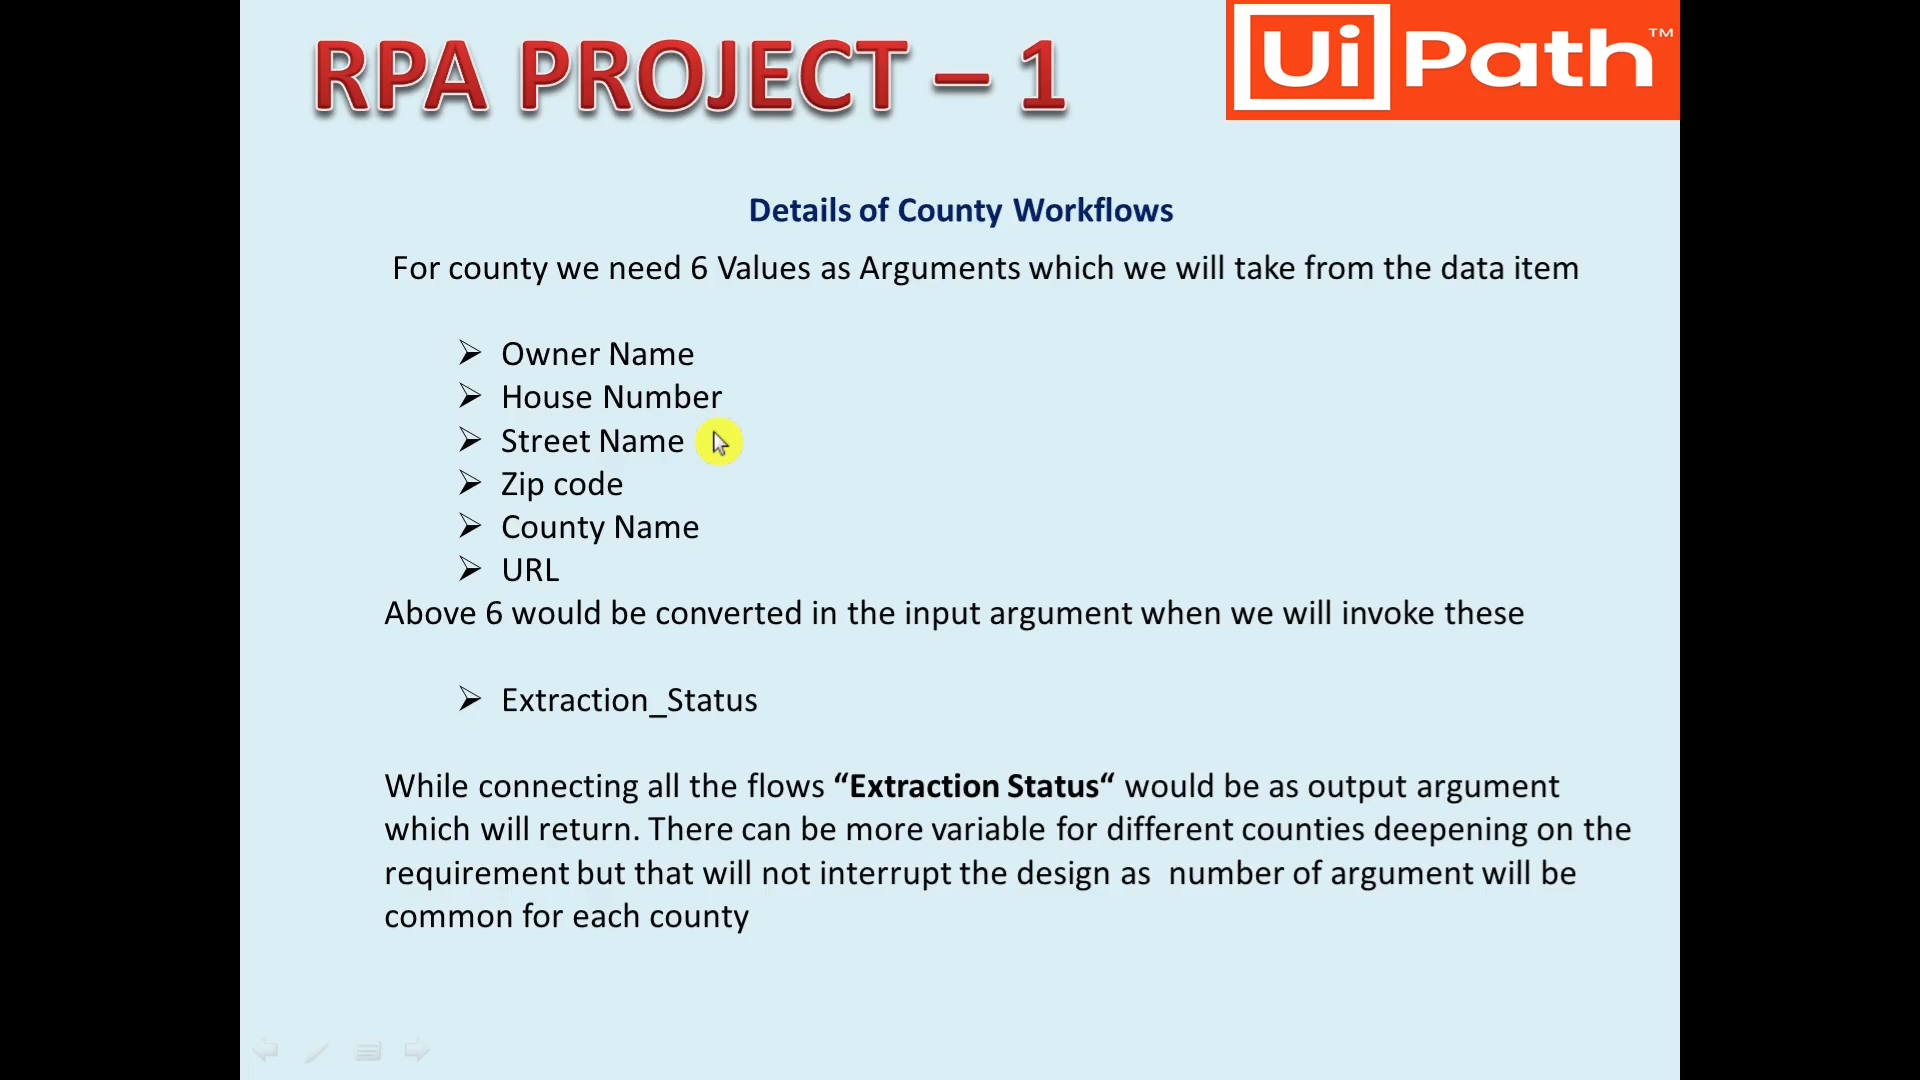 RPA PROJECT – 1
UiPath™
Details of County Workflows
For county we need 6 Values as Arguments which we will take from the data item
➢ Owner Name
➢ House Number
➢ Street Name
➢ Zip code
➢ County Name
➢ URL
Above 6 would be converted in the input argument when we will invoke these
➢ Extraction_Status
While connecting all the flows “Extraction Status“ would be as output argument
which will return. There can be more variable for different counties deepening on the
requirement but that will not interrupt the design as number of argument will be
common for each county